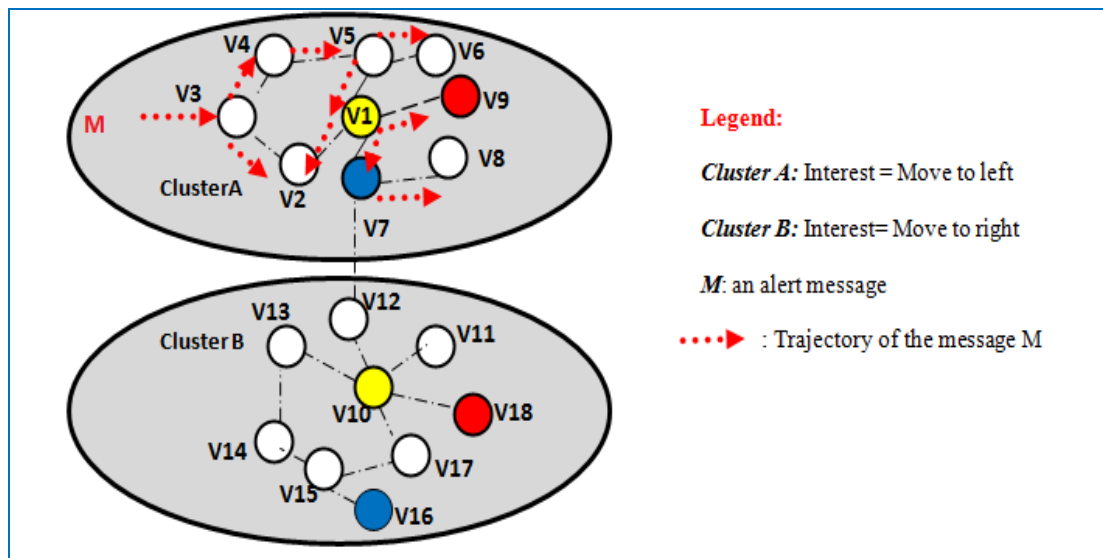 V4
V5
V6
V3
V1
V9
M
V8
ClusterA
V2
V7
V12
V13
V11
Cluster B
V10
V18
V14
V17
V15
V16
Legend:
Cluster A: Interest = Move to left
Cluster B: Interest= Move to right
M: an alert message
: Trajectory of the message M